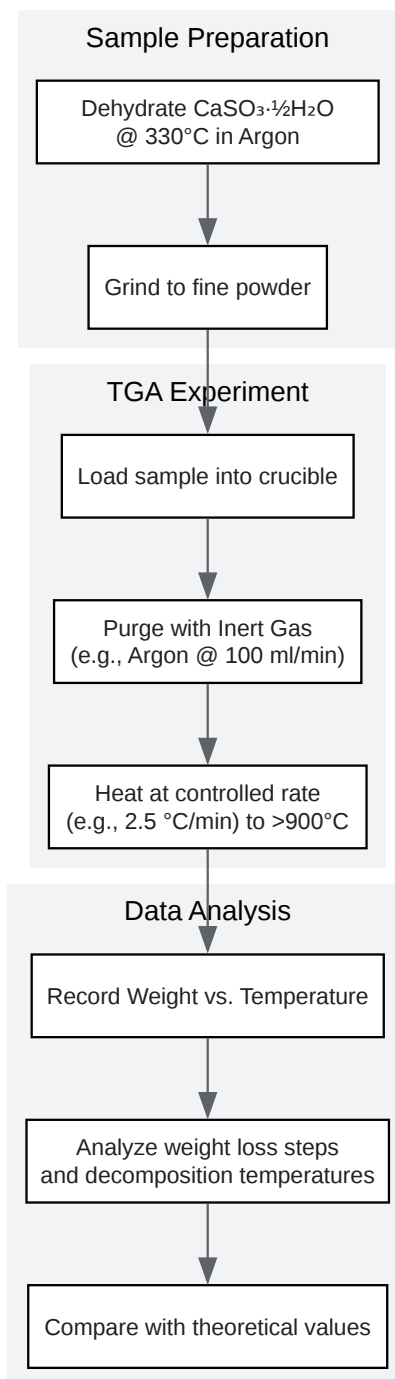 Sample Preparation
Dehydrate CaSO₃·½H₂O
@ 330°C in Argon
Grind to fine powder
TGA Experiment
Load sample into crucible
Purge with Inert Gas
(e.g., Argon @ 100 ml/min)
Heat at controlled rate
(e.g., 2.5 °C/min) to >900°C
Data Analysis
Record Weight vs. Temperature
Analyze weight loss steps
and decomposition temperatures
Compare with theoretical values